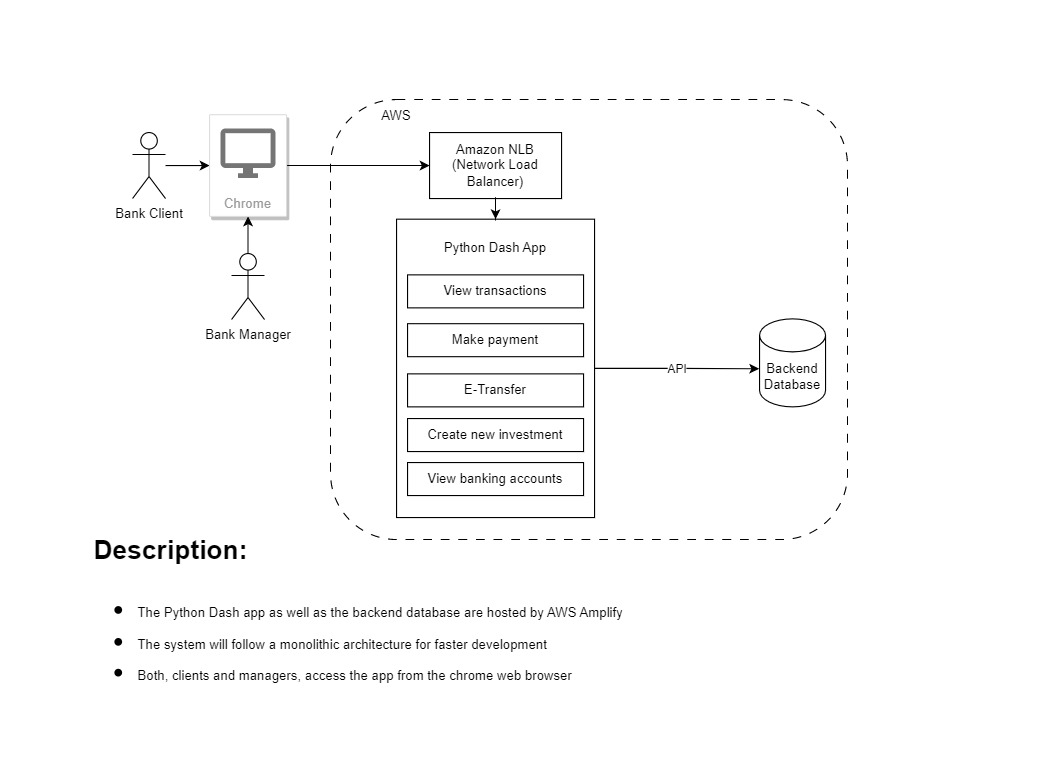 AWS
Amazon NLB
(Network Load
Balancer)
Chrome
Bank Client
Python Dash App
View transactions
Bank Manager
Make payment
API
Backend
Database
E-Transfer
Create new investment
View banking accounts
Description:
The Python Dash app as well as the backend database are hosted by AWS Amplify
The system will follow a monolithic architecture for faster development
Both, clients and managers, access the app from the chrome web browser